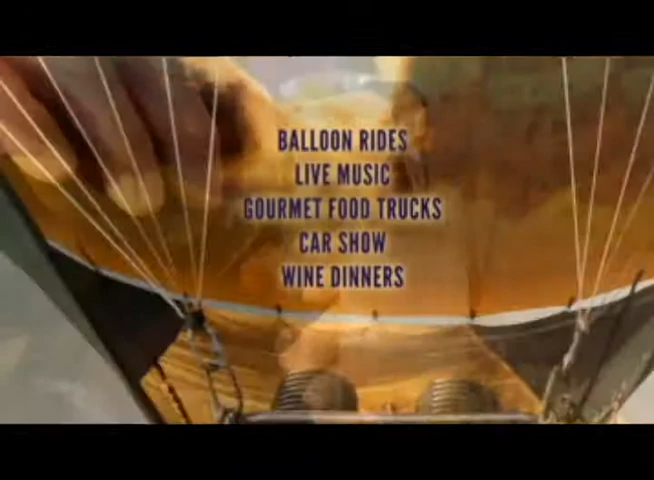 BALLOON RIDES
LIVE MUSIC
GOURMET FOOD TRUCKS
CAR SHOW
WINE DINNERS